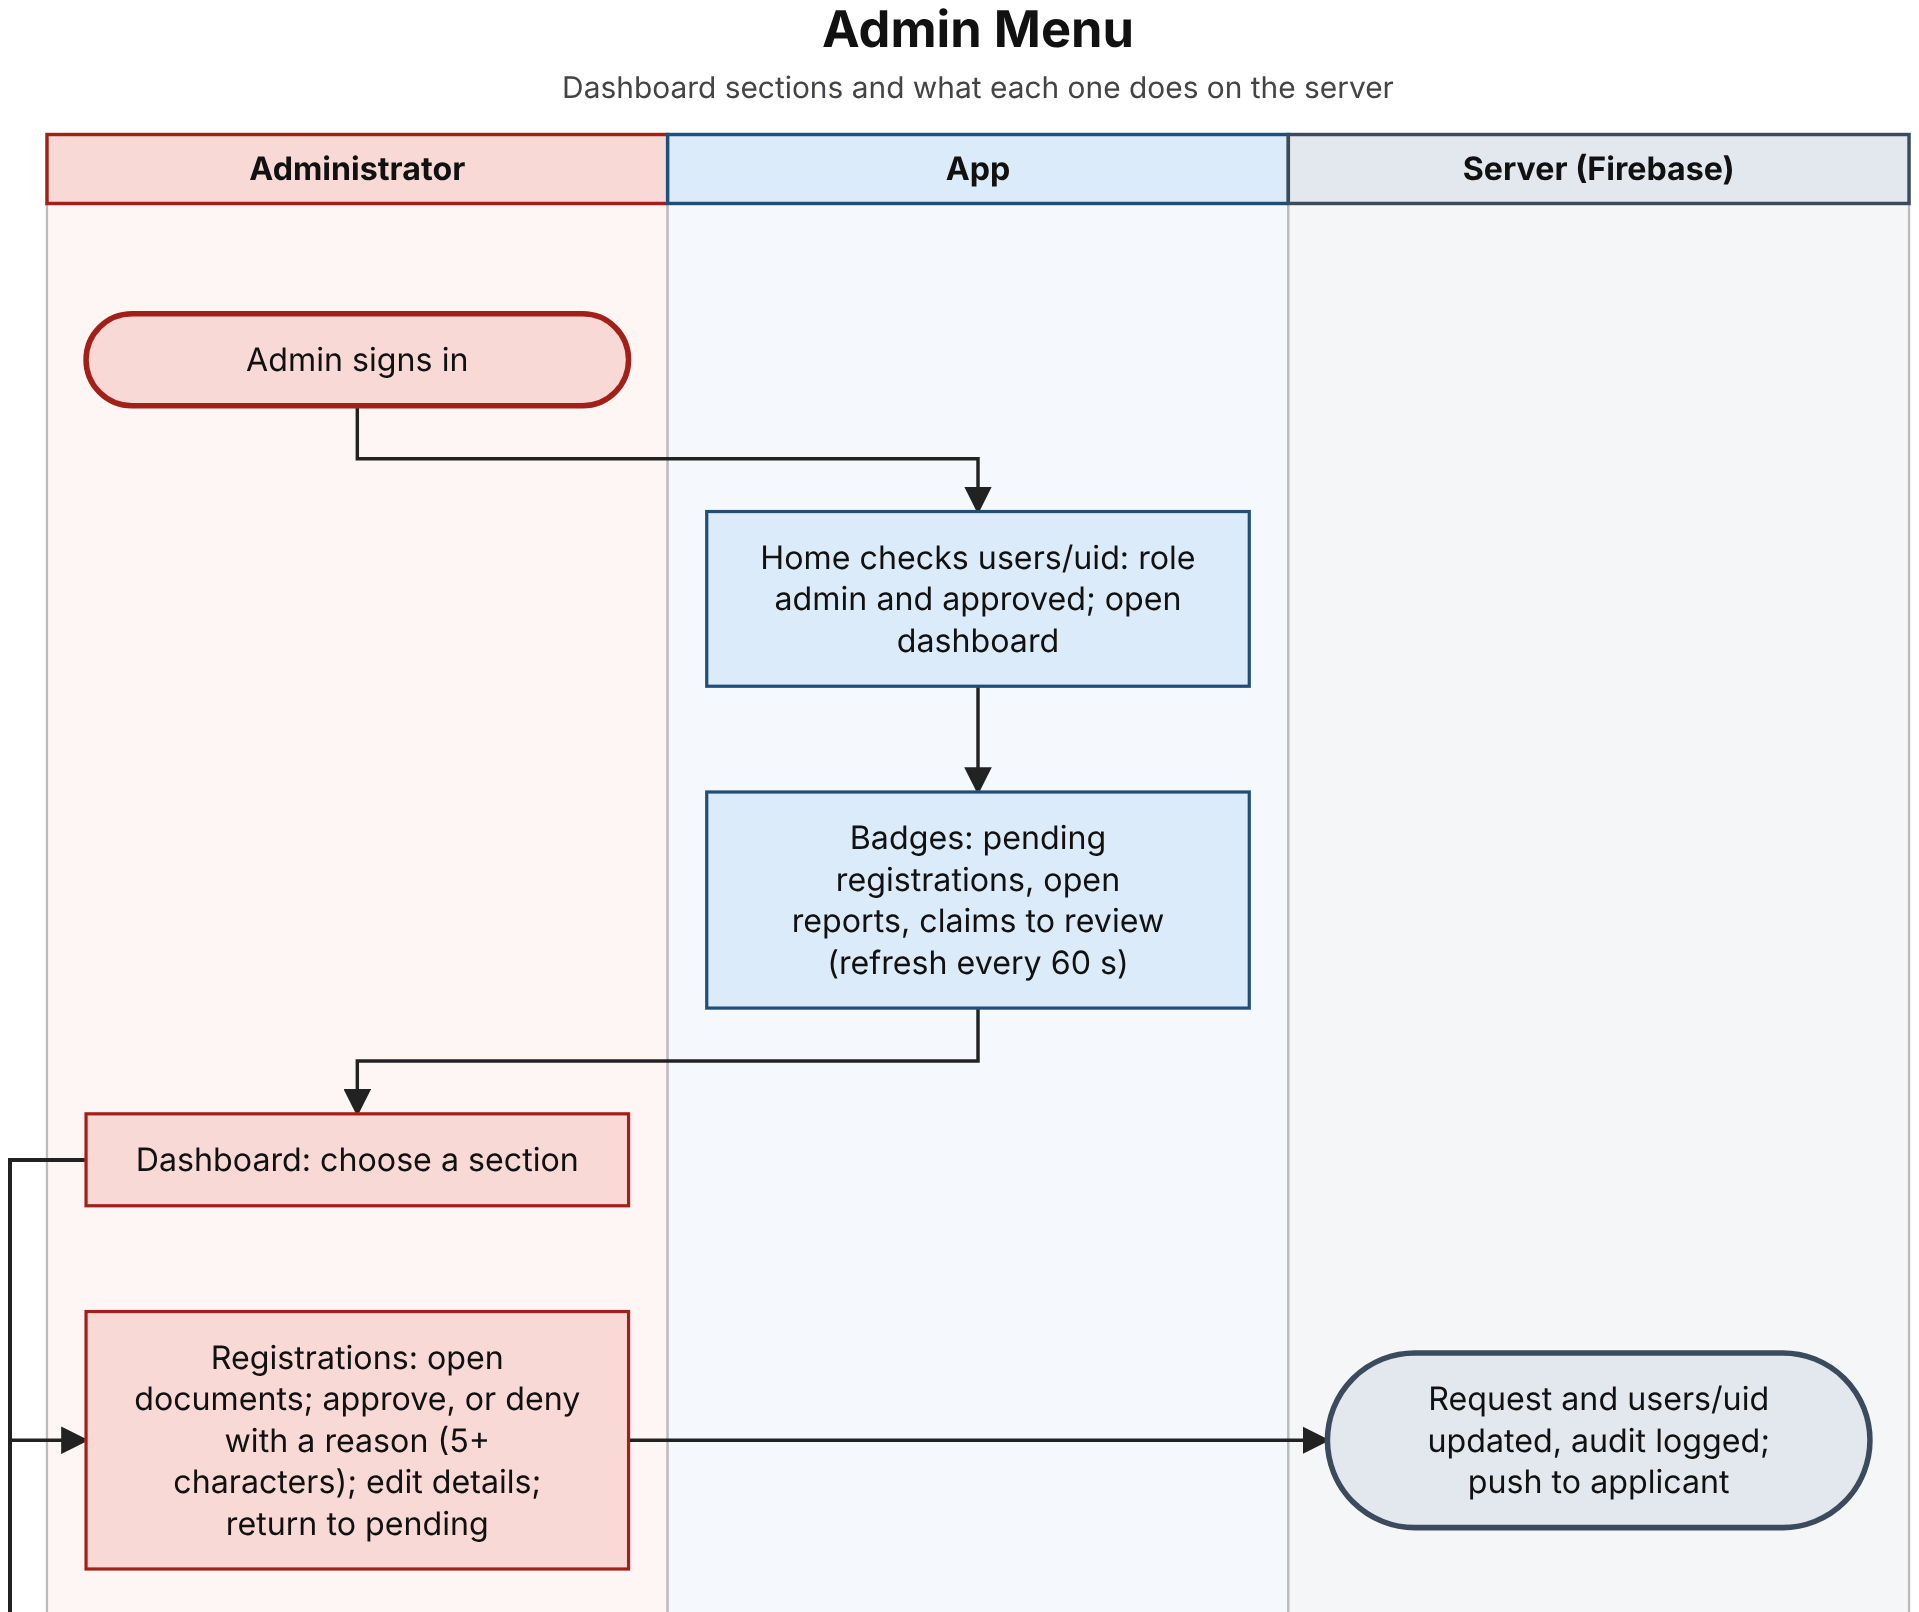 Admin Menu
Dashboard sections and what each one does on the server
Administrator
App
Server (Firebase)
Admin signs in
Home checks users/uid: role
admin and approved; open
dashboard
Badges: pending
registrations, open
reports, claims to review
(refresh every 60 s)
Dashboard: choose a section
Registrations: open
documents; approve, or deny
with a reason (5+
characters); edit details;
return to pending
Request and users/uid
updated, audit logged;
push to applicant